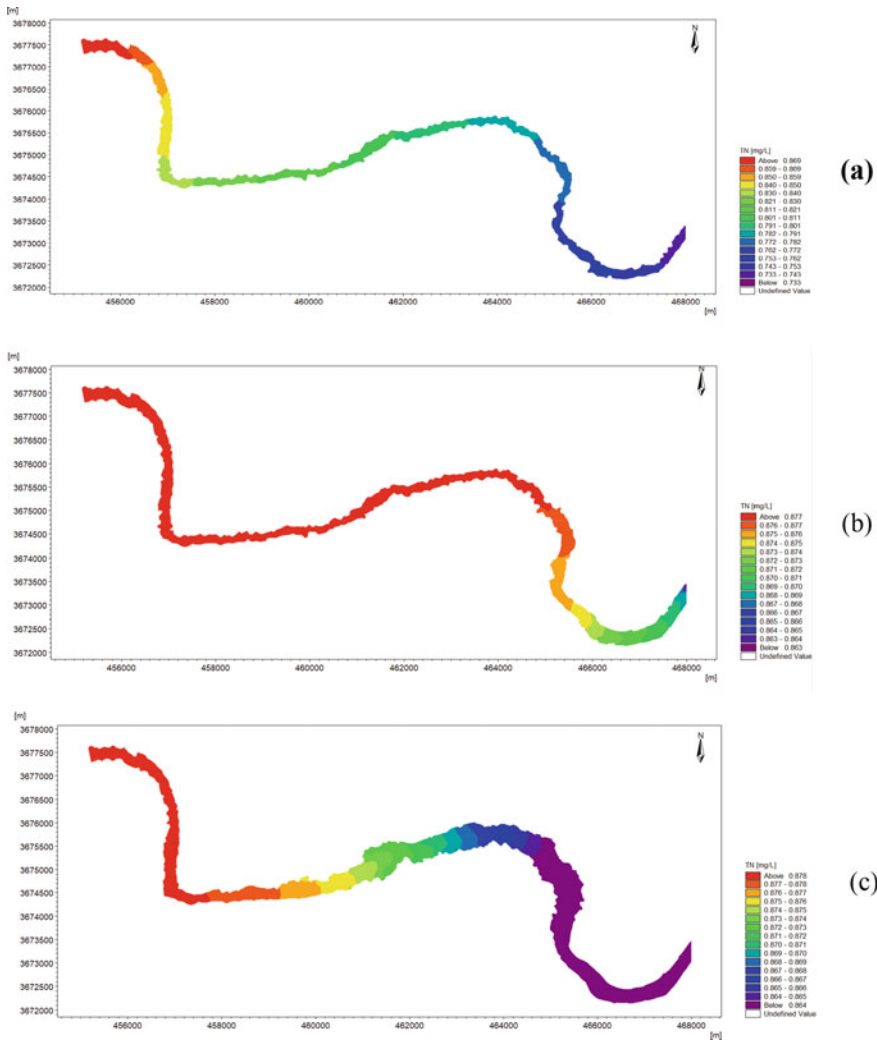 [m]
3678000
3677500
3677000
3676500
3676000
3675500
3675000
3674500
3674000
3673500
3673000
3672500
3672000
456000 458000 460000 462000 464000 466000 468000
[m]
N
TN [mg/L]
Above 0.869
0.859 - 0.869
0.850 - 0.859
0.840 - 0.850
0.830 - 0.840
0.821 - 0.830
0.811 - 0.821
0.801 - 0.811
0.791 - 0.801
0.782 - 0.791
0.772 - 0.782
0.762 - 0.772
0.753 - 0.762
0.743 - 0.753
0.733 - 0.743
Below 0.733
Undefined Value
(a)
[m]
3678000
3677500
3677000
3676500
3676000
3675500
3675000
3674500
3674000
3673500
3673000
3672500
3672000
456000 458000 460000 462000 464000 466000 468000
[m]
N
TN [mg/L]
Above 0.877
0.876 - 0.877
0.875 - 0.876
0.874 - 0.875
0.873 - 0.874
0.872 - 0.873
0.871 - 0.872
0.870 - 0.871
0.869 - 0.870
0.868 - 0.869
0.867 - 0.868
0.866 - 0.867
0.865 - 0.866
0.864 - 0.865
0.863 - 0.864
Below 0.863
Undefined Value
(b)
[m]
3678000
3677500
3677000
3676500
3676000
3675500
3675000
3674500
3674000
3673500
3673000
3672500
3672000
456000 458000 460000 462000 464000 466000 468000
[m]
N
TN [mg/L]
Above 0.878
0.877 - 0.878
0.876 - 0.877
0.875 - 0.876
0.874 - 0.875
0.873 - 0.874
0.872 - 0.873
0.871 - 0.872
0.870 - 0.871
0.869 - 0.870
0.868 - 0.869
0.867 - 0.868
0.866 - 0.867
0.865 - 0.866
0.864 - 0.865
Below 0.864
Undefined Value
(c)